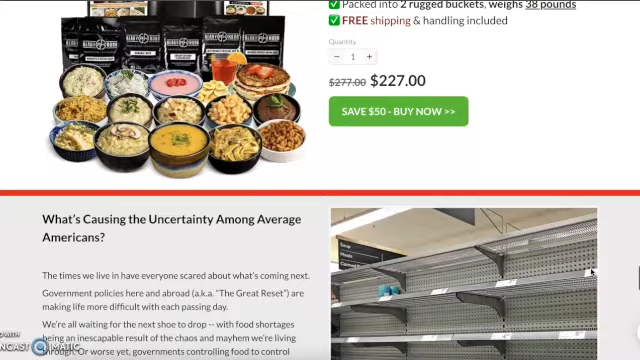 ✅ Packed into 2 rugged buckets, weighs 38 pounds
✅ FREE shipping & handling included
Quantity
− 1 +
$277.00 $227.00
SAVE $50 - BUY NOW >>
What's Causing the Uncertainty Among Average
Americans?
Soup
The times we live in have everyone scared about what's coming next.
Government policies here and abroad (a.k.a. "The Great Reset") are
making life more difficult with each passing day.
We're all waiting for the next shoe to drop -- with food shortages
being an inescapable result of the chaos and mayhem we're living
through. Or worse yet, governments controlling food to control